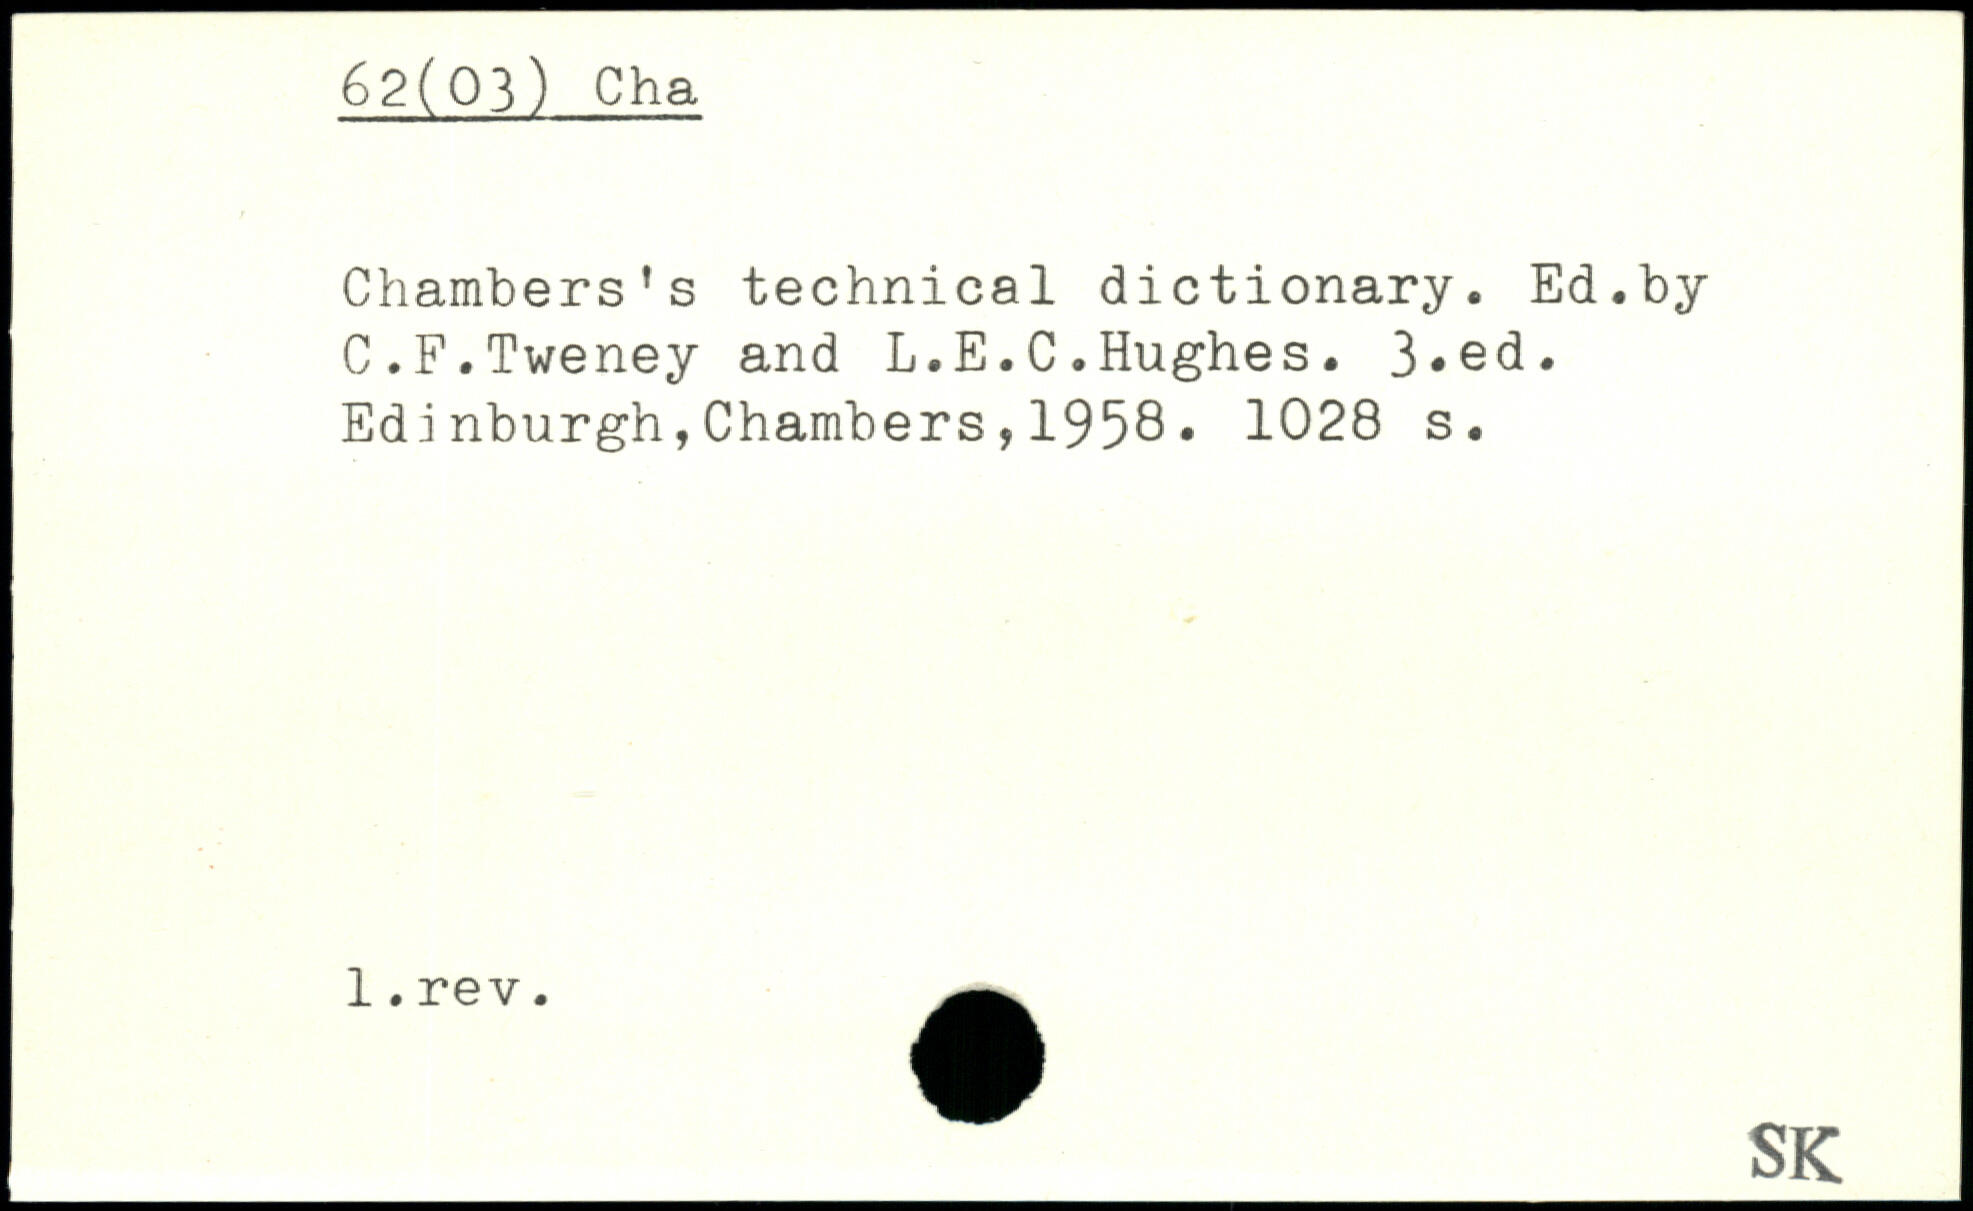 62(03) Cha
Chambers's technical dictionary. Ed.by
C.F.Tweney and L.E.C.Hughes. 3.ed.
Edinburgh,Chambers,1958. 1028 s.
1.rev.
SK